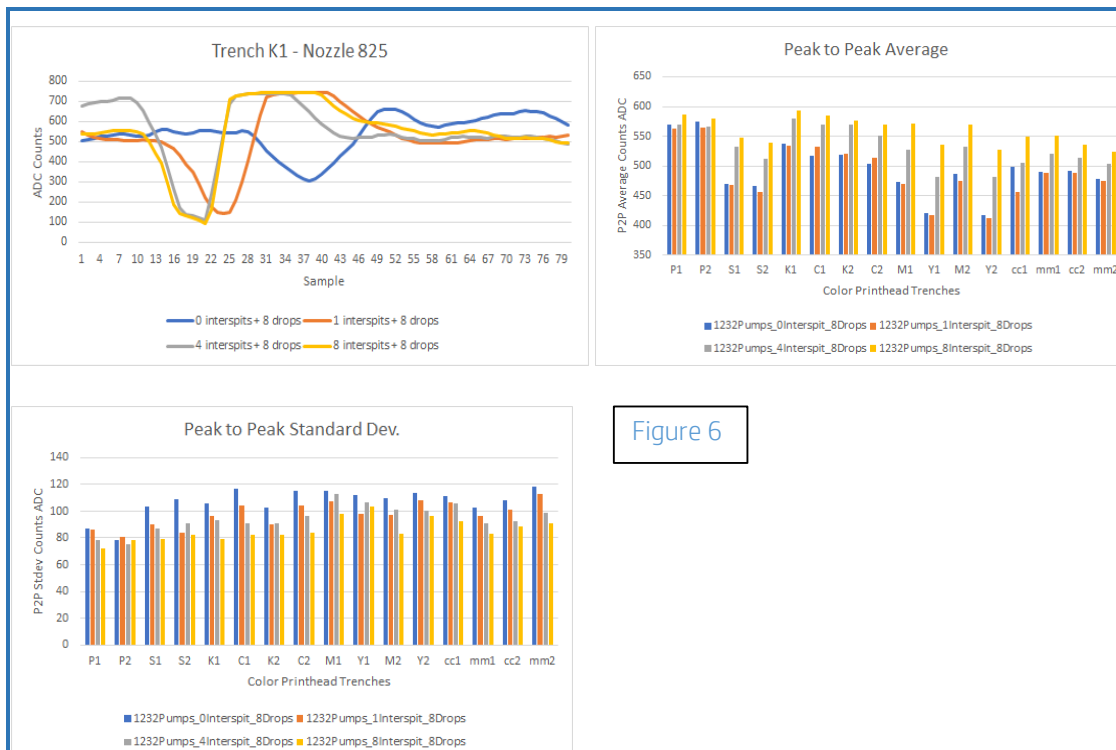 Trench K1 - Nozzle 825
ADC Counts
800
700
600
500
400
300
200
100
0
1 4 7 10 13 16 19 22 25 28 31 34 37 40 43 46 49 52 55 58 61 64 67 70 73 76 79
Sample
0 interspits+ 8 drops 1 interspits+ 8 drops
4 interspits+ 8 drops 8 interspits+ 8 drops
Peak to Peak Average
P2P Average Counts ADC
650
600
550
500
450
400
350
P1 P2 S1 S2 K1 C1 K2 C2 M1 Y1 M2 Y2 cc1 mm1 cc2 mm2
Color Printhead Trenches
1232Pumps_0Interspit_8Drops 1232Pumps_1Interspit_8Drops
1232Pumps_4Interspit_8Drops 1232Pumps_8Interspit_8Drops
Peak to Peak Standard Dev.
P2P Stdev Counts ADC
140
120
100
80
60
40
20
0
P1 P2 S1 S2 K1 C1 K2 C2 M1 Y1 M2 Y2 cc1 mm1 cc2 mm2
Color Printhead Trenches
1232Pumps_0Interspit_8Drops 1232Pumps_1Interspit_8Drops
1232Pumps_4Interspit_8Drops 1232Pumps_8Interspit_8Drops
Figure 6